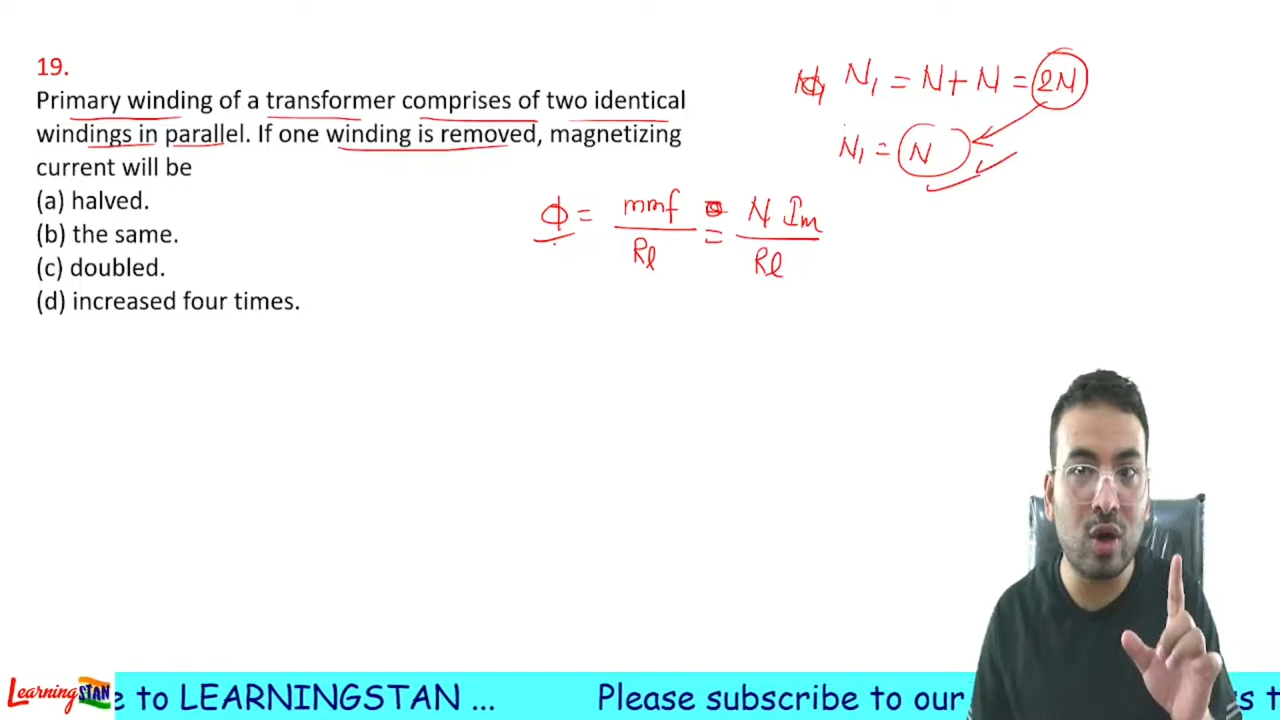 19.
Primary winding of a transformer comprises of two identical
windings in parallel. If one winding is removed, magnetizing
current will be
(a) halved.
(b) the same.
(c) doubled.
(d) increased four times.
N₁ = N + N = 2N
N₁ = N
ϕ = mmf / Rl = N Im / Rl
LearningSTAN
e to LEARNINGSTAN ... Please subscribe to our s t